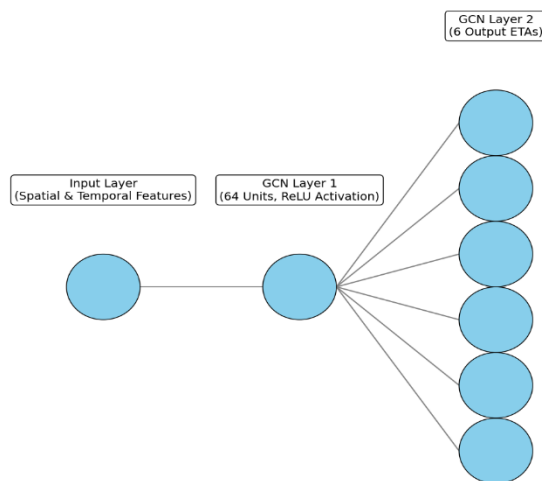 GCN Layer 2
(6 Output ETAs)
Input Layer
(Spatial & Temporal Features)
GCN Layer 1
(64 Units, ReLU Activation)